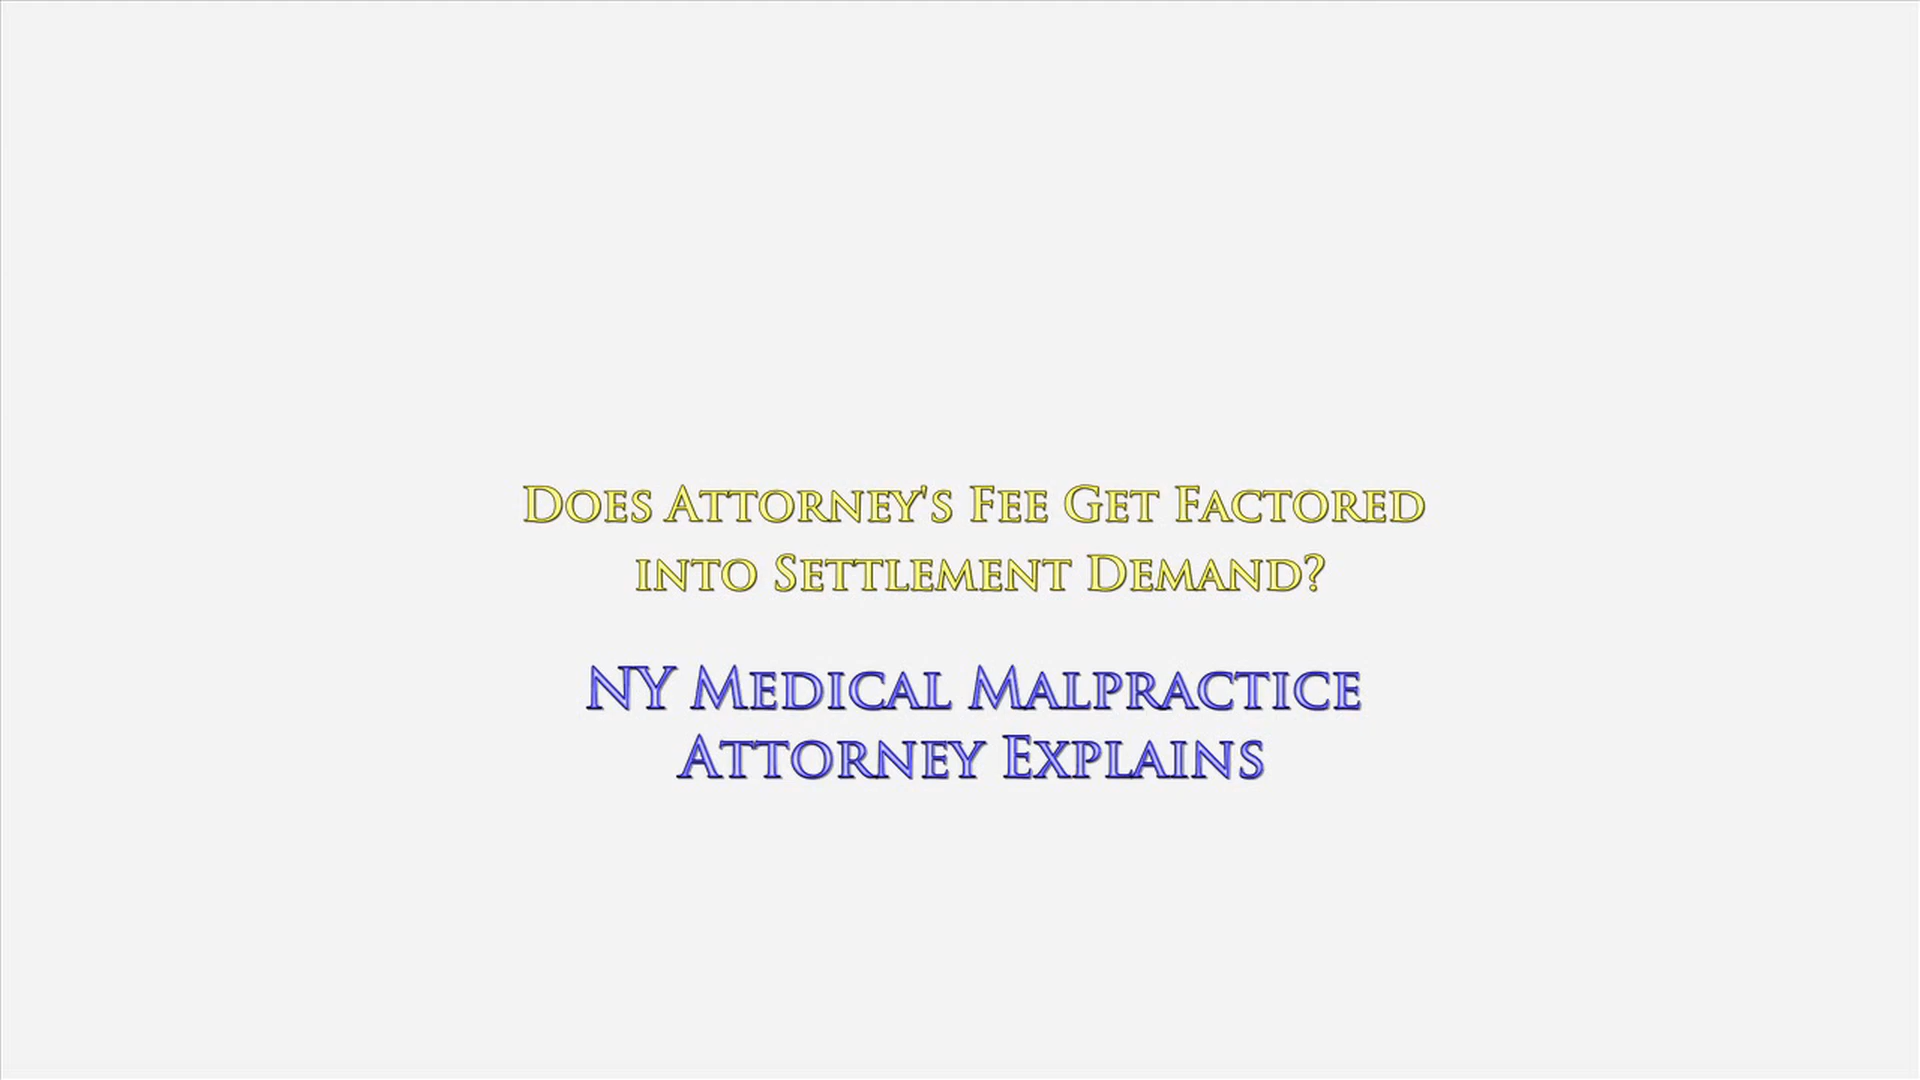 Does Attorney's Fee Get Factored
into Settlement Demand?
NY Medical Malpractice
Attorney Explains